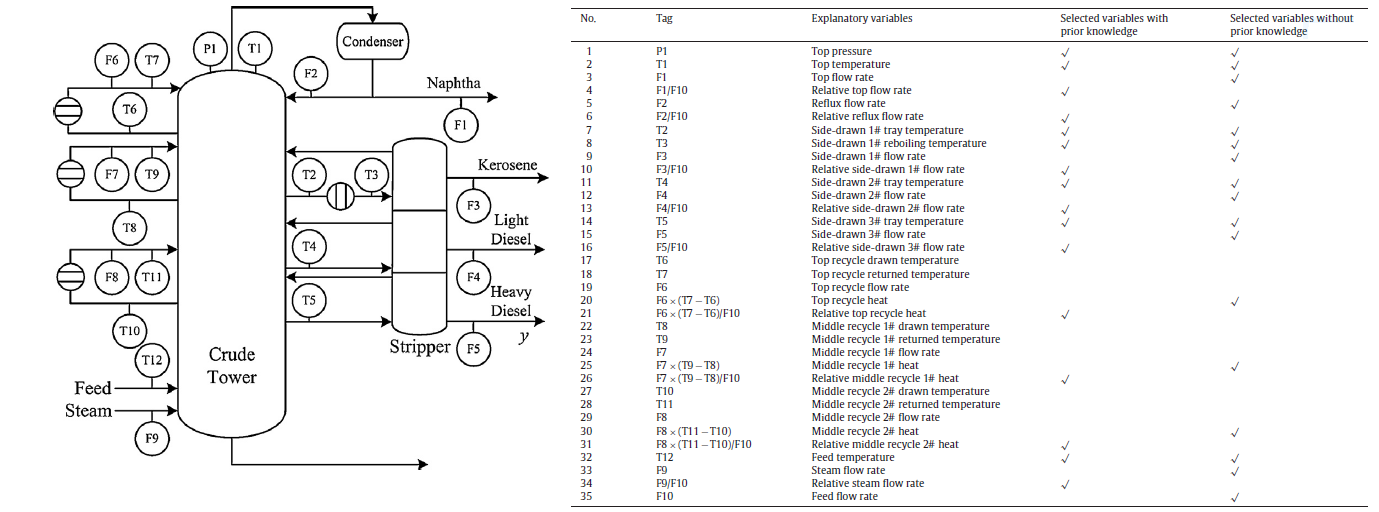 P1
T1
Condenser
F6
T7
F2
Naphtha
T6
F1
Kerosene
F7
T9
T2
T3
F3
Light
Diesel
T8
T4
F8
T11
F4
Heavy
Diesel
T5
T10
y
Stripper
F5
T12
Crude
Tower
Feed
Steam
F9
No. Tag Explanatory variables Selected variables with prior knowledge Selected variables without prior knowledge
1 P1 Top pressure √ √
2 T1 Top temperature √ √
3 F1 Top flow rate √
4 F1/F10 Relative top flow rate √
5 F2 Reflux flow rate √
6 F2/F10 Relative reflux flow rate √
7 T2 Side-drawn 1# tray temperature √ √
8 T3 Side-drawn 1# reboiling temperature √ √
9 F3 Side-drawn 1# flow rate √
10 F3/F10 Relative side-drawn 1# flow rate √
11 T4 Side-drawn 2# tray temperature √ √
12 F4 Side-drawn 2# flow rate √
13 F4/F10 Relative side-drawn 2# flow rate √
14 T5 Side-drawn 3# tray temperature √ √
15 F5 Side-drawn 3# flow rate √
16 F5/F10 Relative side-drawn 3# flow rate √
17 T6 Top recycle drawn temperature
18 T7 Top recycle returned temperature
19 F6 Top recycle flow rate
20 F6 × (T7 − T6) Top recycle heat √
21 F6 × (T7 − T6)/F10 Relative top recycle heat √
22 T8 Middle recycle 1# drawn temperature
23 T9 Middle recycle 1# returned temperature
24 F7 Middle recycle 1# flow rate
25 F7 × (T9 − T8) Middle recycle 1# heat √
26 F7 × (T9 − T8)/F10 Relative middle recycle 1# heat √
27 T10 Middle recycle 2# drawn temperature
28 T11 Middle recycle 2# returned temperature
29 F8 Middle recycle 2# flow rate
30 F8 × (T11 − T10) Middle recycle 2# heat √
31 F8 × (T11 − T10)/F10 Relative middle recycle 2# heat √
32 T12 Feed temperature √ √
33 F9 Steam flow rate √
34 F9/F10 Relative steam flow rate √
35 F10 Feed flow rate √